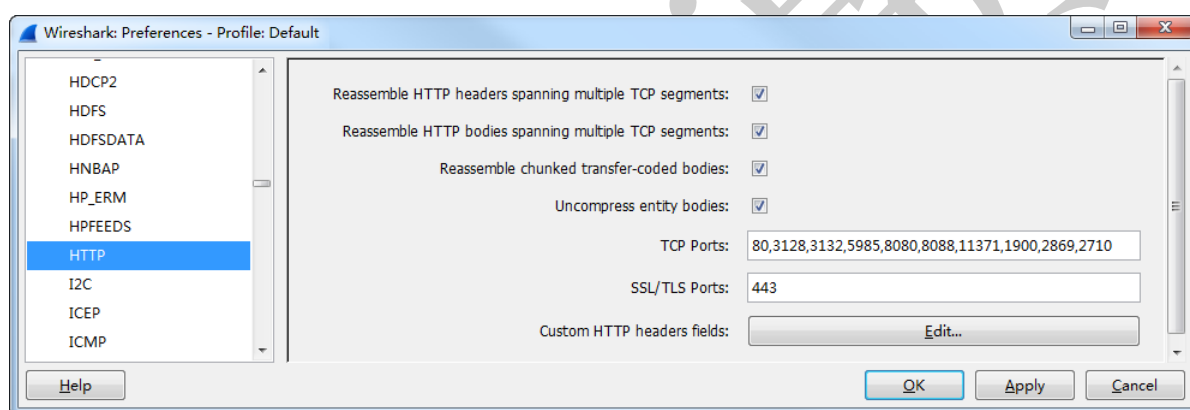 Wireshark: Preferences - Profile: Default
HDCP2
HDFS
HDFSDATA
HNBAP
HP_ERM
HPFEEDS
HTTP
I2C
ICEP
ICMP
Reassemble HTTP headers spanning multiple TCP segments:
Reassemble HTTP bodies spanning multiple TCP segments:
Reassemble chunked transfer-coded bodies:
Uncompress entity bodies:
TCP Ports: 80,3128,3132,5985,8080,8088,11371,1900,2869,2710
SSL/TLS Ports: 443
Custom HTTP headers fields: Edit...
Help OK Apply Cancel